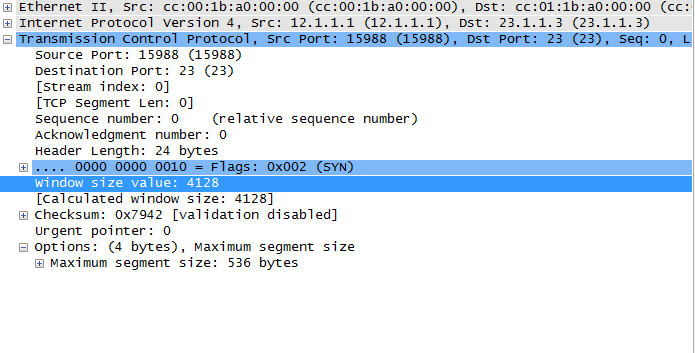 Ethernet II, Src: cc:00:1b:a0:00:00 (cc:00:1b:a0:00:00), Dst: cc:01:1b:a0:00:00 (cc:
Internet Protocol Version 4, Src: 12.1.1.1 (12.1.1.1), Dst: 23.1.1.3 (23.1.1.3)
Transmission Control Protocol, Src Port: 15988 (15988), Dst Port: 23 (23), Seq: 0, L
Source Port: 15988 (15988)
Destination Port: 23 (23)
[Stream index: 0]
[TCP Segment Len: 0]
Sequence number: 0    (relative sequence number)
Acknowledgment number: 0
Header Length: 24 bytes
.... 0000 0000 0010 = Flags: 0x002 (SYN)
Window size value: 4128
[Calculated window size: 4128]
Checksum: 0x7942 [validation disabled]
Urgent pointer: 0
Options: (4 bytes), Maximum segment size
Maximum segment size: 536 bytes